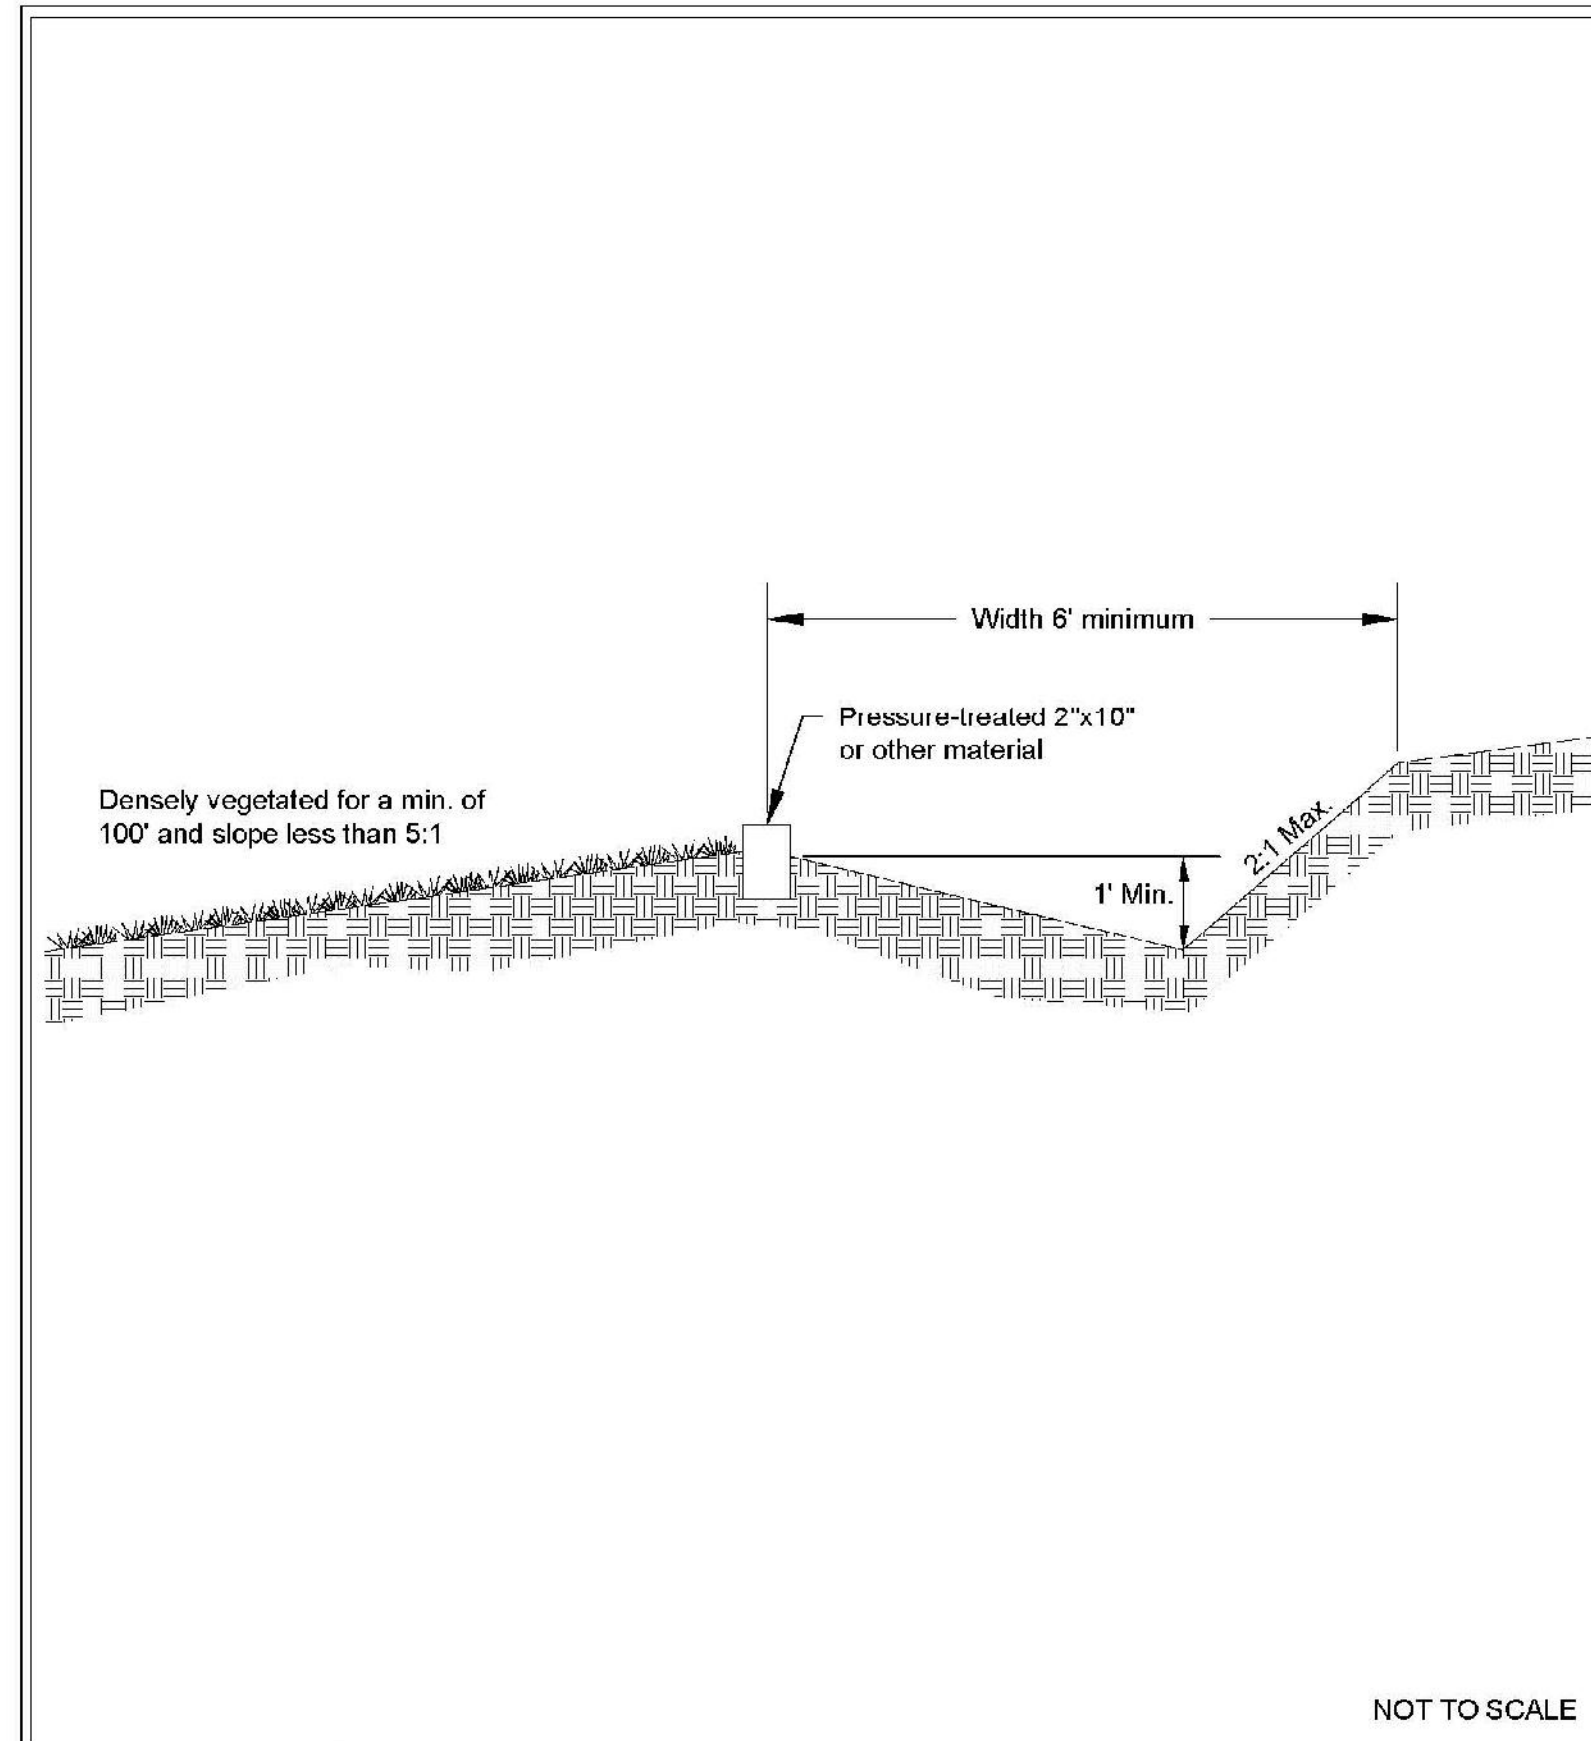 Width 6' minimum
Pressure-treated 2"x10"
or other material
Densely vegetated for a min. of
100' and slope less than 5:1
2:1 Max.
1' Min.
NOT TO SCALE